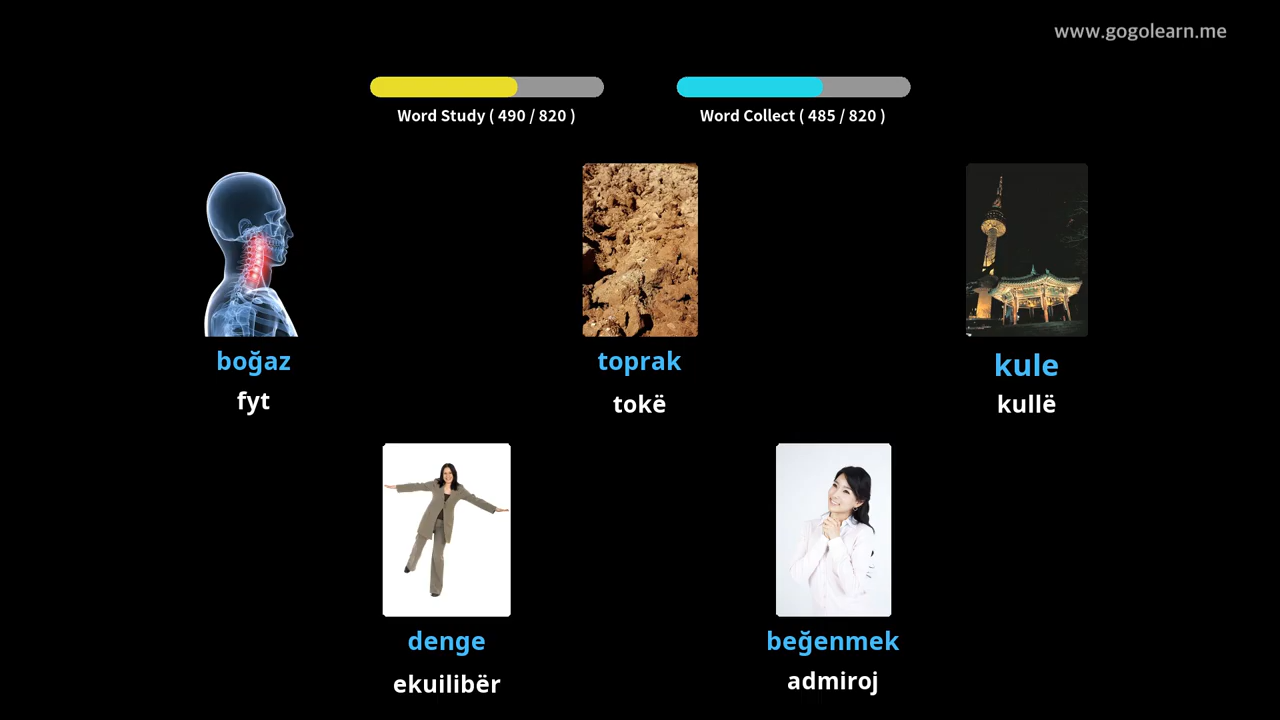 www.gogolearn.me
Word Study ( 490 / 820 )
Word Collect ( 485 / 820 )
boğaz
fyt
toprak
tokë
kule
kullë
denge
ekuilibër
beğenmek
admiroj